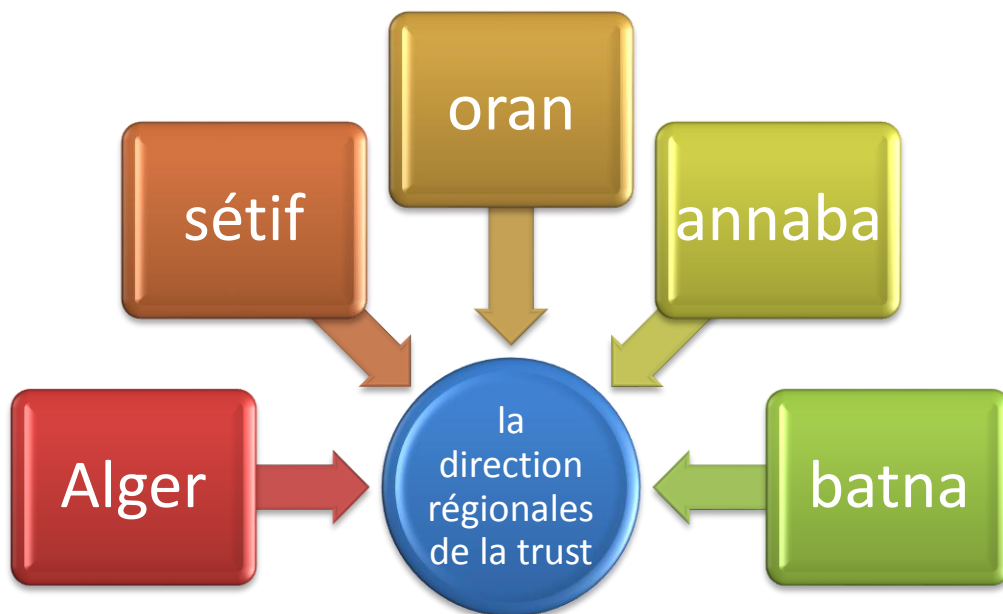 oran
sétif
annaba
Alger
la
direction
régionales
de la trust
batna